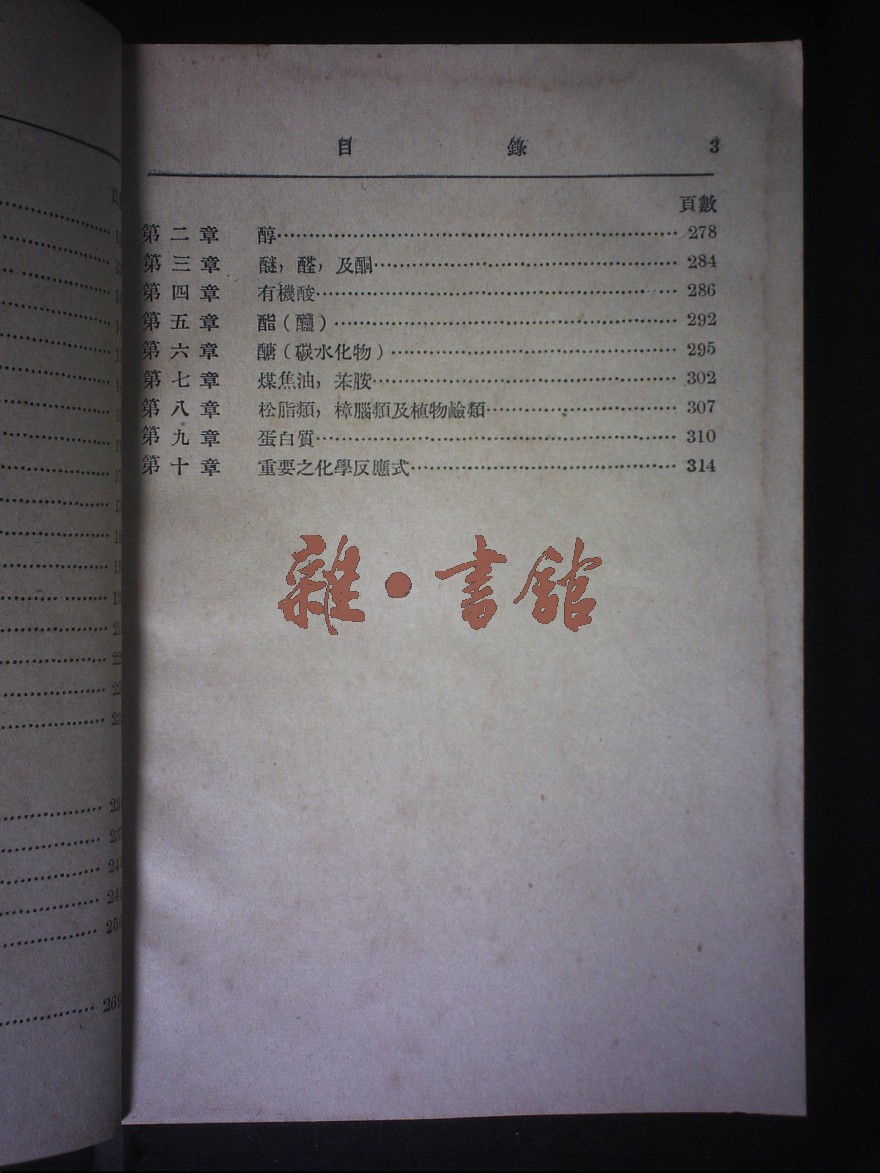 目 錄 3
頁數
第二章 醇 278
第三章 醚，醛，及酮 284
第四章 有機酸 286
第五章 酯（ ） 292
第六章 醣（碳水化物） 295
第七章 煤焦油，苯胺 302
第八章 松脂類，樟腦類及植物鹼類 307
第九章 蛋白質 310
第十章 重要之化學反應式 314
雜·書館